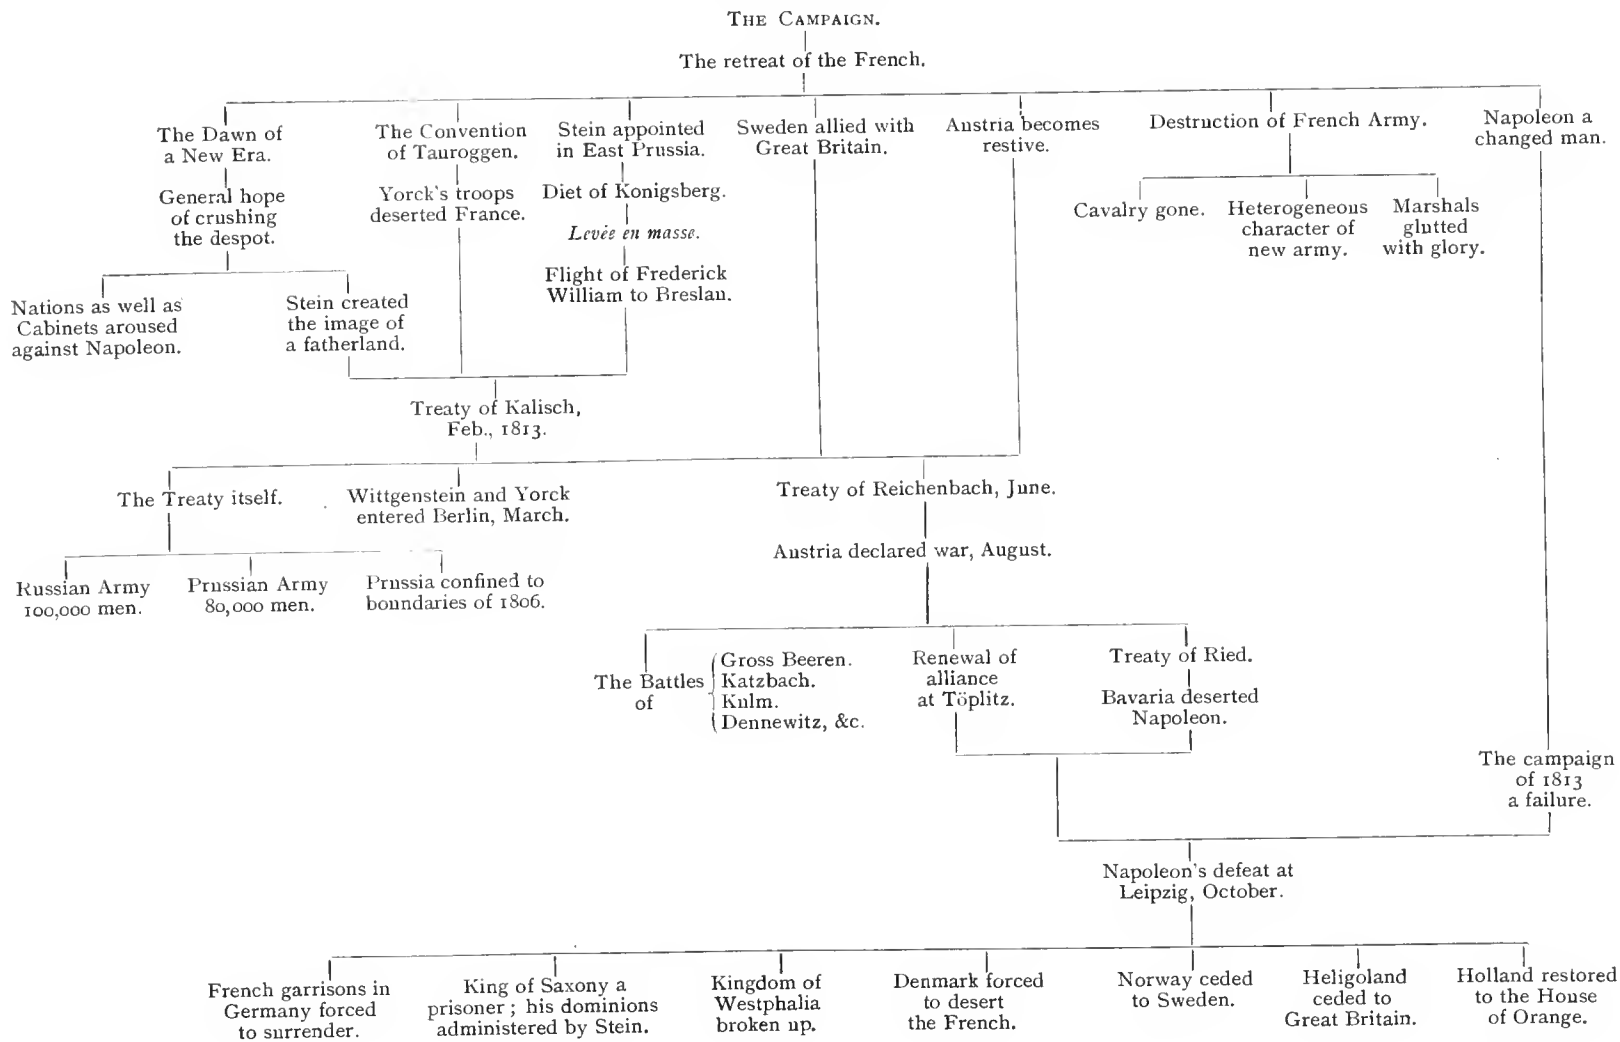 THE CAMPAIGN.
The retreat of the French.
The Dawn of
a New Era.
The Convention
of Tauroggen.
Stein appointed
in East Prussia.
Sweden allied with
Great Britain.
Austria becomes
restive.
Destruction of French Army.
Napoleon a
changed man.
General hope
of crushing
the despot.
Yorck's troops
deserted France.
Diet of Konigsberg.
Levée en masse.
Flight of Frederick
William to Breslau.
Cavalry gone.
Heterogeneous
character of
new army.
Marshals
glutted
with glory.
Nations as well as
Cabinets aroused
against Napoleon.
Stein created
the image of
a fatherland.
Treaty of Kalisch,
Feb., 1813.
The Treaty itself.
Wittgenstein and Yorck
entered Berlin, March.
Treaty of Reichenbach, June.
Austria declared war, August.
Russian Army
100,000 men.
Prussian Army
80,000 men.
Prussia confined to
boundaries of 1806.
The Battles
of
Gross Beeren.
Katzbach.
Kulm.
Dennewitz, &c.
Renewal of
alliance
at Töplitz.
Treaty of Ried.
Bavaria deserted
Napoleon.
The campaign
of 1813
a failure.
Napoleon's defeat at
Leipzig, October.
French garrisons in
Germany forced
to surrender.
King of Saxony a
prisoner; his dominions
administered by Stein.
Kingdom of
Westphalia
broken up.
Denmark forced
to desert
the French.
Norway ceded
to Sweden.
Heligoland
ceded to
Great Britain.
Holland restored
to the House
of Orange.